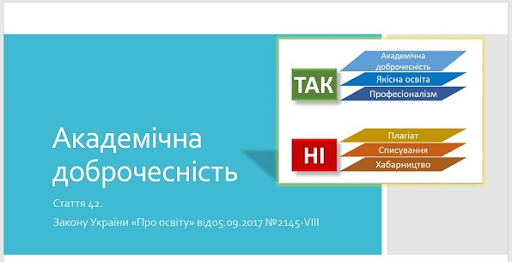 Академічна
доброчесність
Стаття 42.
Закону України «Про освіту» від05.09.2017 №2145-VIII
ТАК
Академічна
доброчесність
Якісна освіта
Професіоналізм
НІ
Плагіат
Списування
Хабарництво